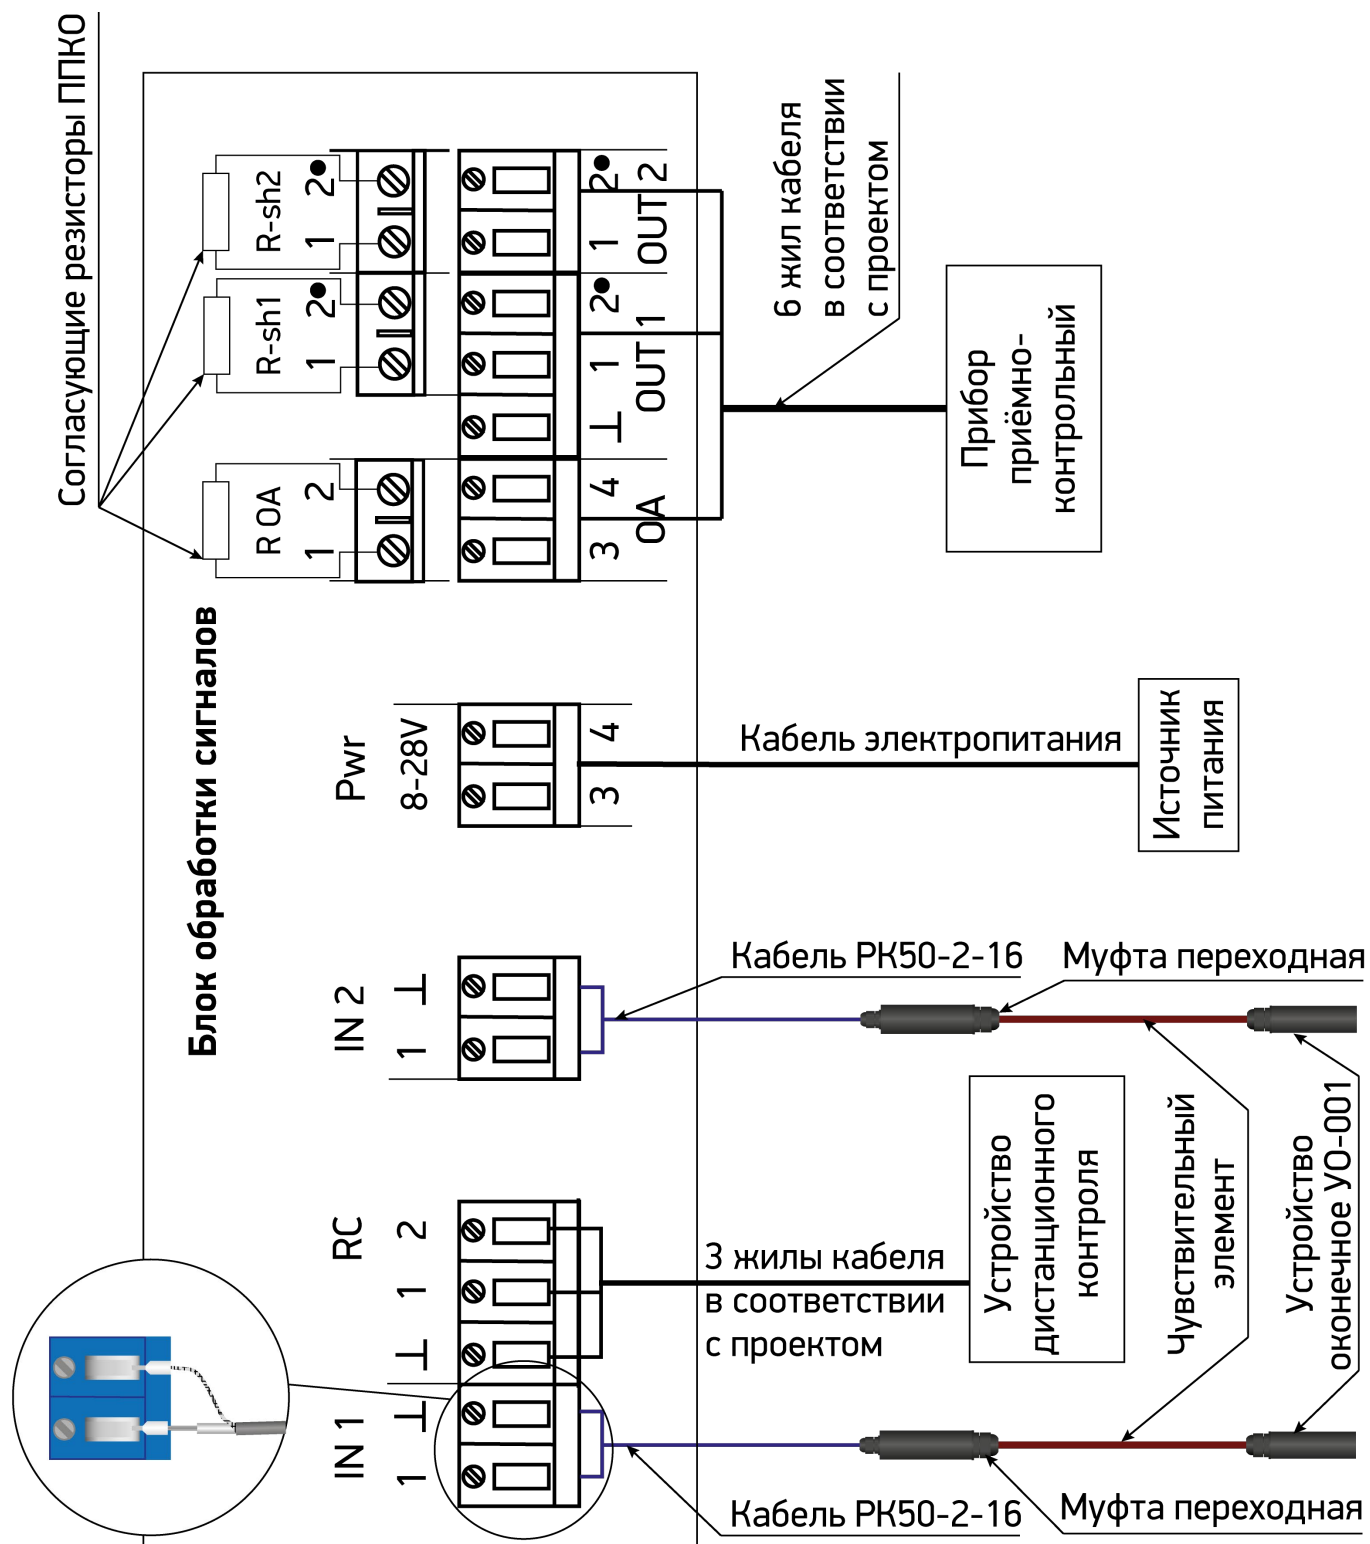 Согласующие резисторы ППКО
R-sh2
1
2
R-sh1
1
2
R OA
1
2
1
2
OUT 2
⊥
1
2
OUT 1
3
4
OA
6 жил кабеля
в соответствии
с проектом
Прибор
приёмно-
контрольный
Блок обработки сигналов
Pwr
8-28V
3
4
Кабель электропитания
Источник
питания
IN 2
1
⊥
Кабель РК50-2-16
Муфта переходная
RC
⊥
1
2
3 жилы кабеля
в соответствии
с проектом
Устройство
дистанционного
контроля
Чувствительный
элемент
Устройство
оконечное УО-001
IN 1
1
⊥
Кабель РК50-2-16
Муфта переходная